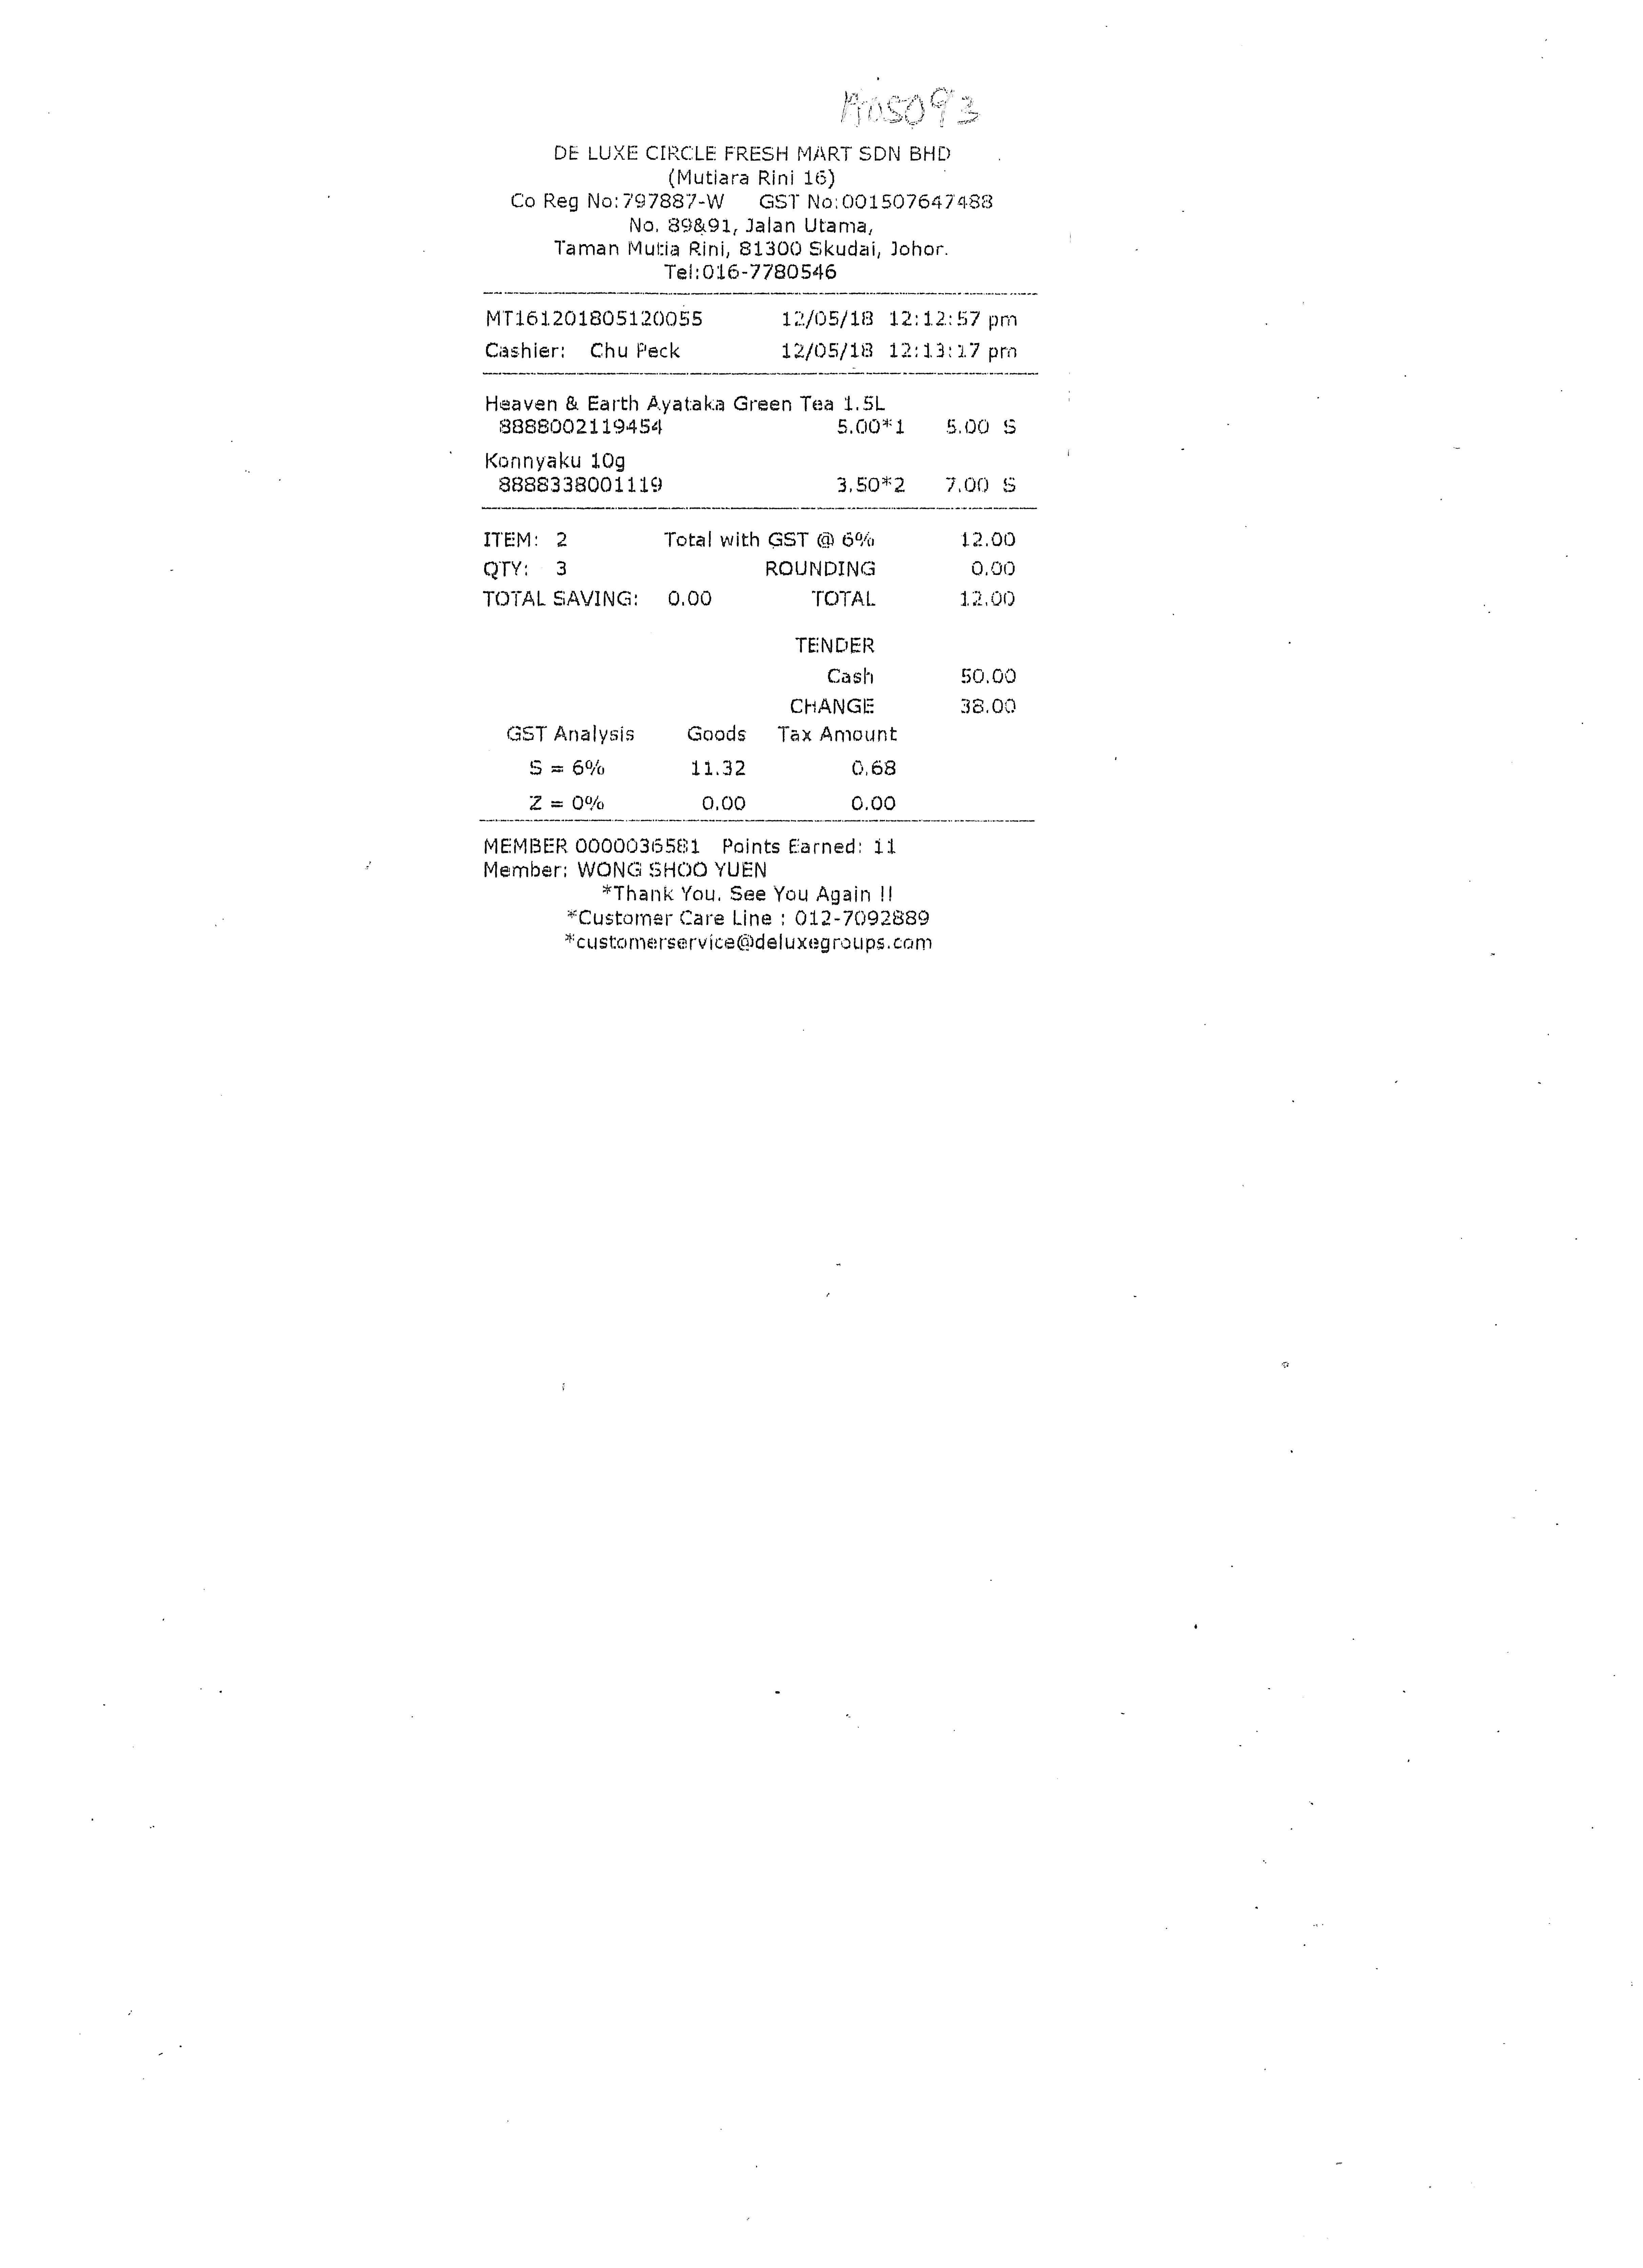 DE LUXE CIRCLE FRESH MART SDN BHD
(Mutiara Rini 16)
Co Reg No:797887-W GST No:001507647488
No. 89&91, Jalan Utama,
Taman Mutia Rini, 81300 Skudai, Johor.
Tel:016-7780546
MT161201805120055 12/05/18 12:12:57 pm
Cashier: Chu Peck 12/05/18 12:13:17 pm
Heaven & Earth Ayataka Green Tea 1.5L
8888002119454 5.00*1 5.00 S
Konnyaku 10g
8888338001119 3.50*2 7.00 S
ITEM: 2 Total with GST @ 6% 12.00
QTY: 3 ROUNDING 0.00
TOTAL SAVING: 0.00 TOTAL 12.00
TENDER
Cash 50.00
CHANGE 38.00
GST Analysis Goods Tax Amount
S = 6% 11.32 0.68
Z = 0% 0.00 0.00
MEMBER 0000036581 Points Earned: 11
Member: WONG SHOO YUEN
*Thank You. See You Again !!
*Customer Care Line : 012-7092889
*customerservice@deluxegroups.com